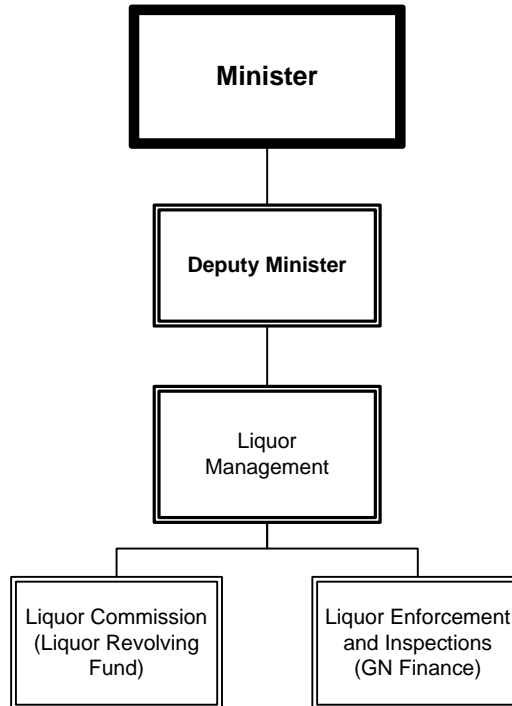 Minister
Deputy Minister
Liquor
Management
Liquor Commission
(Liquor Revolving
Fund)
Liquor Enforcement
and Inspections
(GN Finance)